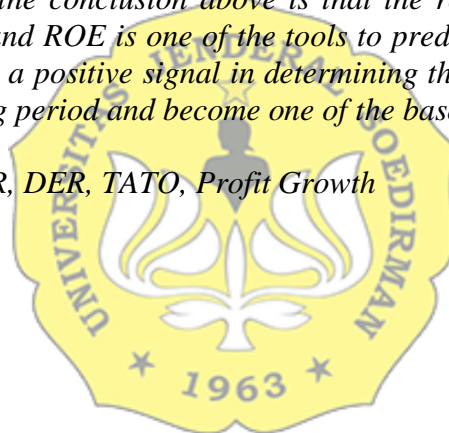 the conclusion above is that the r
and ROE is one of the tools to pred
a positive signal in determining th
g period and become one of the base
R, DER, TATO, Profit Growth
UNIVERSITAS JENDERAL SOEDIRMAN
1963